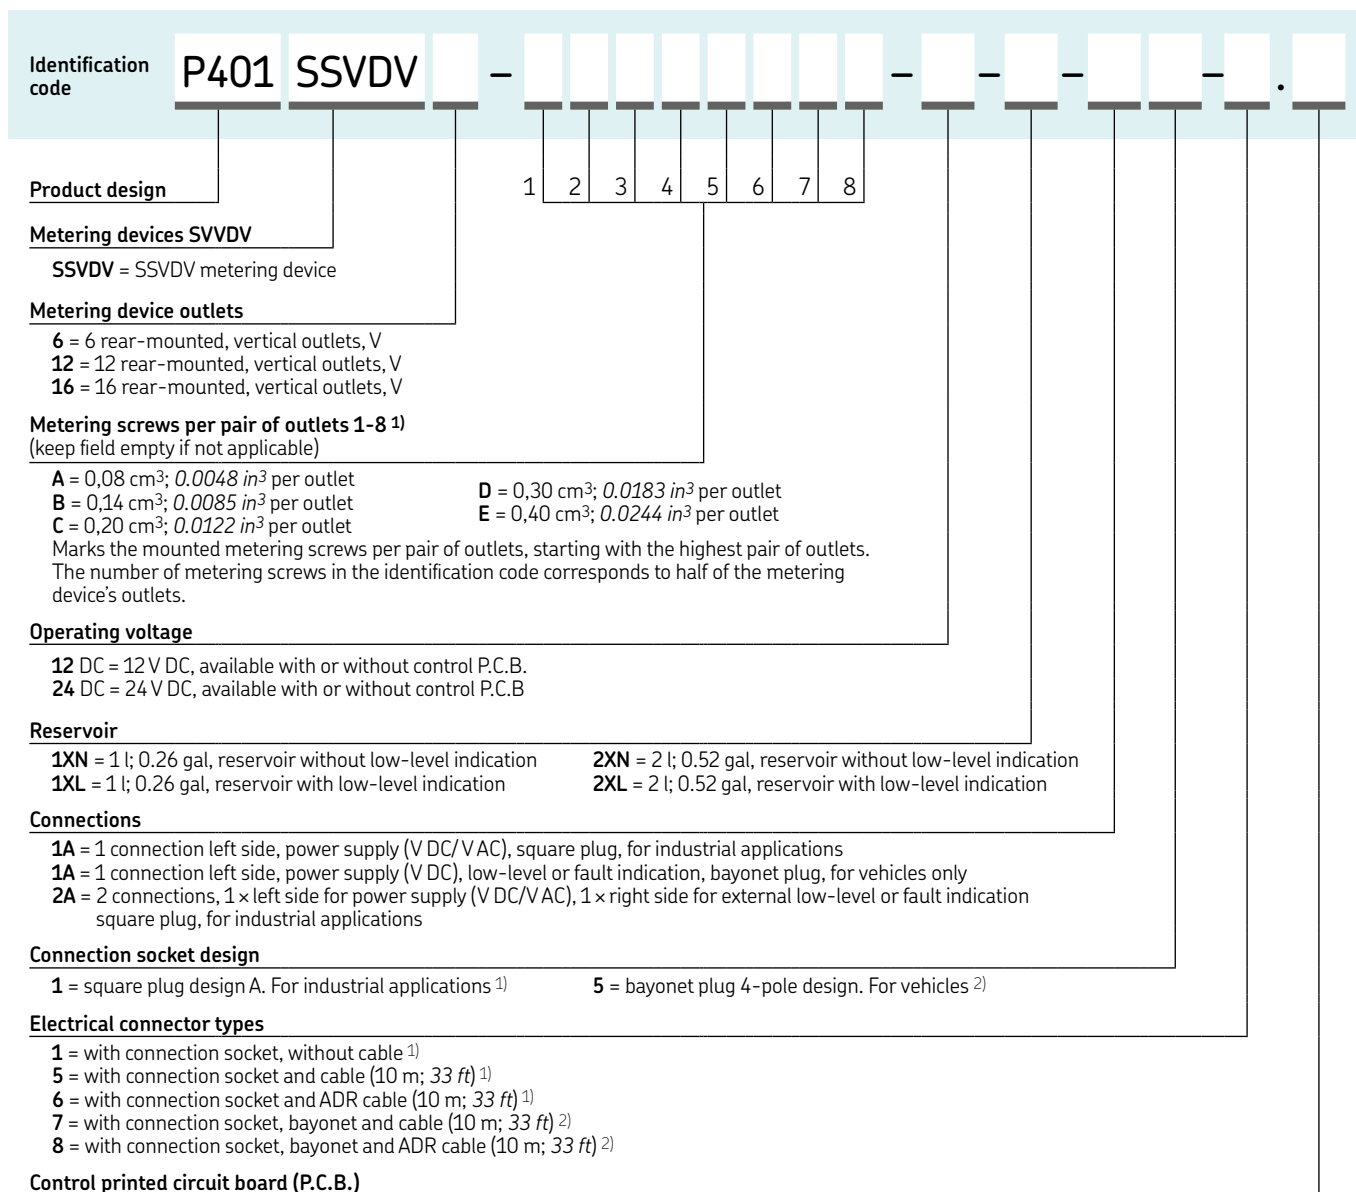 Identification
code
P401 SSVDV – – – – – .
1 2 3 4 5 6 7 8
Product design
Metering devices SVVDV
SSVDV = SSVDV metering device
Metering device outlets
6 = 6 rear-mounted, vertical outlets, V
12 = 12 rear-mounted, vertical outlets, V
16 = 16 rear-mounted, vertical outlets, V
Metering screws per pair of outlets 1-8 1)
(keep field empty if not applicable)
A = 0,08 cm³; 0.0048 in³ per outlet
B = 0,14 cm³; 0.0085 in³ per outlet
C = 0,20 cm³; 0.0122 in³ per outlet
D = 0,30 cm³; 0.0183 in³ per outlet
E = 0,40 cm³; 0.0244 in³ per outlet
Marks the mounted metering screws per pair of outlets, starting with the highest pair of outlets.
The number of metering screws in the identification code corresponds to half of the metering
device's outlets.
Operating voltage
12 DC = 12 V DC, available with or without control P.C.B.
24 DC = 24 V DC, available with or without control P.C.B
Reservoir
1XN = 1 l; 0.26 gal, reservoir without low-level indication
1XL = 1 l; 0.26 gal, reservoir with low-level indication
2XN = 2 l; 0.52 gal, reservoir without low-level indication
2XL = 2 l; 0.52 gal, reservoir with low-level indication
Connections
1A = 1 connection left side, power supply (V DC/ V AC), square plug, for industrial applications
1A = 1 connection left side, power supply (V DC), low-level or fault indication, bayonet plug, for vehicles only
2A = 2 connections, 1 × left side for power supply (V DC/V AC), 1 × right side for external low-level or fault indication
square plug, for industrial applications
Connection socket design
1 = square plug design A. For industrial applications 1)
5 = bayonet plug 4-pole design. For vehicles 2)
Electrical connector types
1 = with connection socket, without cable 1)
5 = with connection socket and cable (10 m; 33 ft) 1)
6 = with connection socket and ADR cable (10 m; 33 ft) 1)
7 = with connection socket, bayonet and cable (10 m; 33 ft) 2)
8 = with connection socket, bayonet and ADR cable (10 m; 33 ft) 2)
Control printed circuit board (P.C.B.)